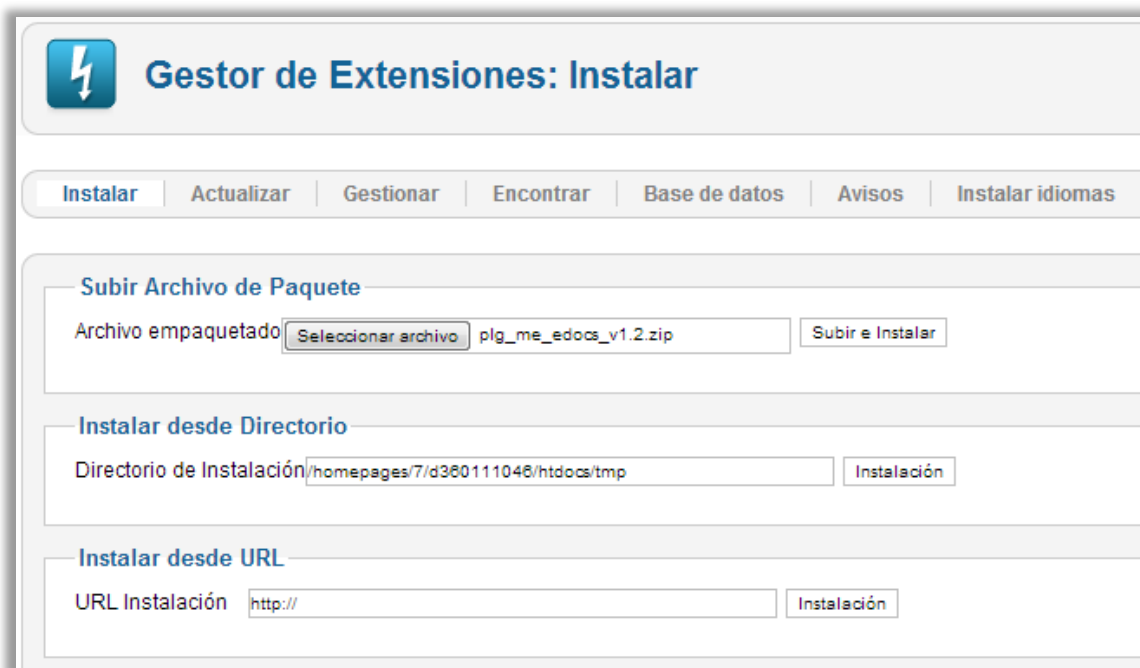 Gestor de Extensiones: Instalar
Instalar Actualizar Gestionar Encontrar Base de datos Avisos Instalar idiomas
Subir Archivo de Paquete
Archivo empaquetado Seleccionar archivo plg_me_edocs_v1.2.zip Subir e Instalar
Instalar desde Directorio
Directorio de Instalación /homepages/7/d360111046/htdocs/tmp Instalación
Instalar desde URL
URL Instalación http:// Instalación